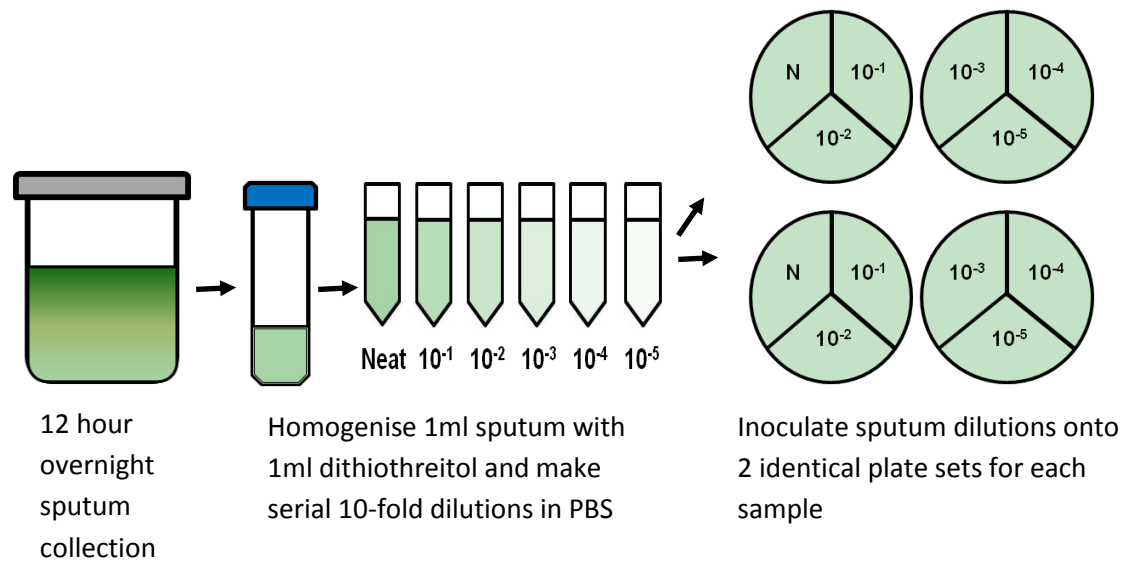 N 10⁻¹ 10⁻³ 10⁻⁴
10⁻² 10⁻⁵
N 10⁻¹ 10⁻³ 10⁻⁴
10⁻² 10⁻⁵
Neat 10⁻¹ 10⁻² 10⁻³ 10⁻⁴ 10⁻⁵
12 hour
overnight
sputum
collection
Homogenise 1ml sputum with
1ml dithiothreitol and make
serial 10-fold dilutions in PBS
Inoculate sputum dilutions onto
2 identical plate sets for each
sample